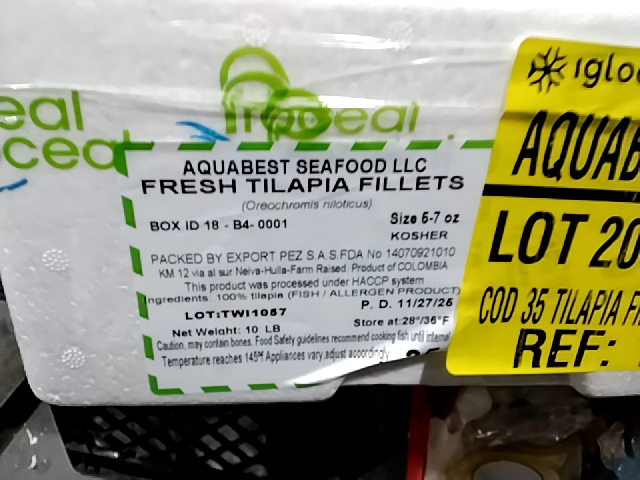 eal
ocea
AQUABEST SEAFOOD LLC
FRESH TILAPIA FILLETS
(Oreochromis niloticus)
BOX ID 18 - B4- 0001
Size 5-7 oz
KOSHER
PACKED BY EXPORT PEZ S A S FDA No 14070921010
KM 12 via al sur Neiva-Huila-Farm Raised. Product of COLOMBIA
This product was processed under HACCP system
Ingredients: 100% tilapia (FISH / ALLERGEN PRODUCT)
P. D. 11/27/25
LOT:TWI1057
Store at:28°/36°F
Net Weight: 10 LB
Caution, may contain bones. Food Safety guidelines recommend cooking fish until interna
Temperature reaches 145°F Appliances vary,adjust accordingly
igloo
AQUAB
LOT 20
COD 35 TILAPIA FI
REF: